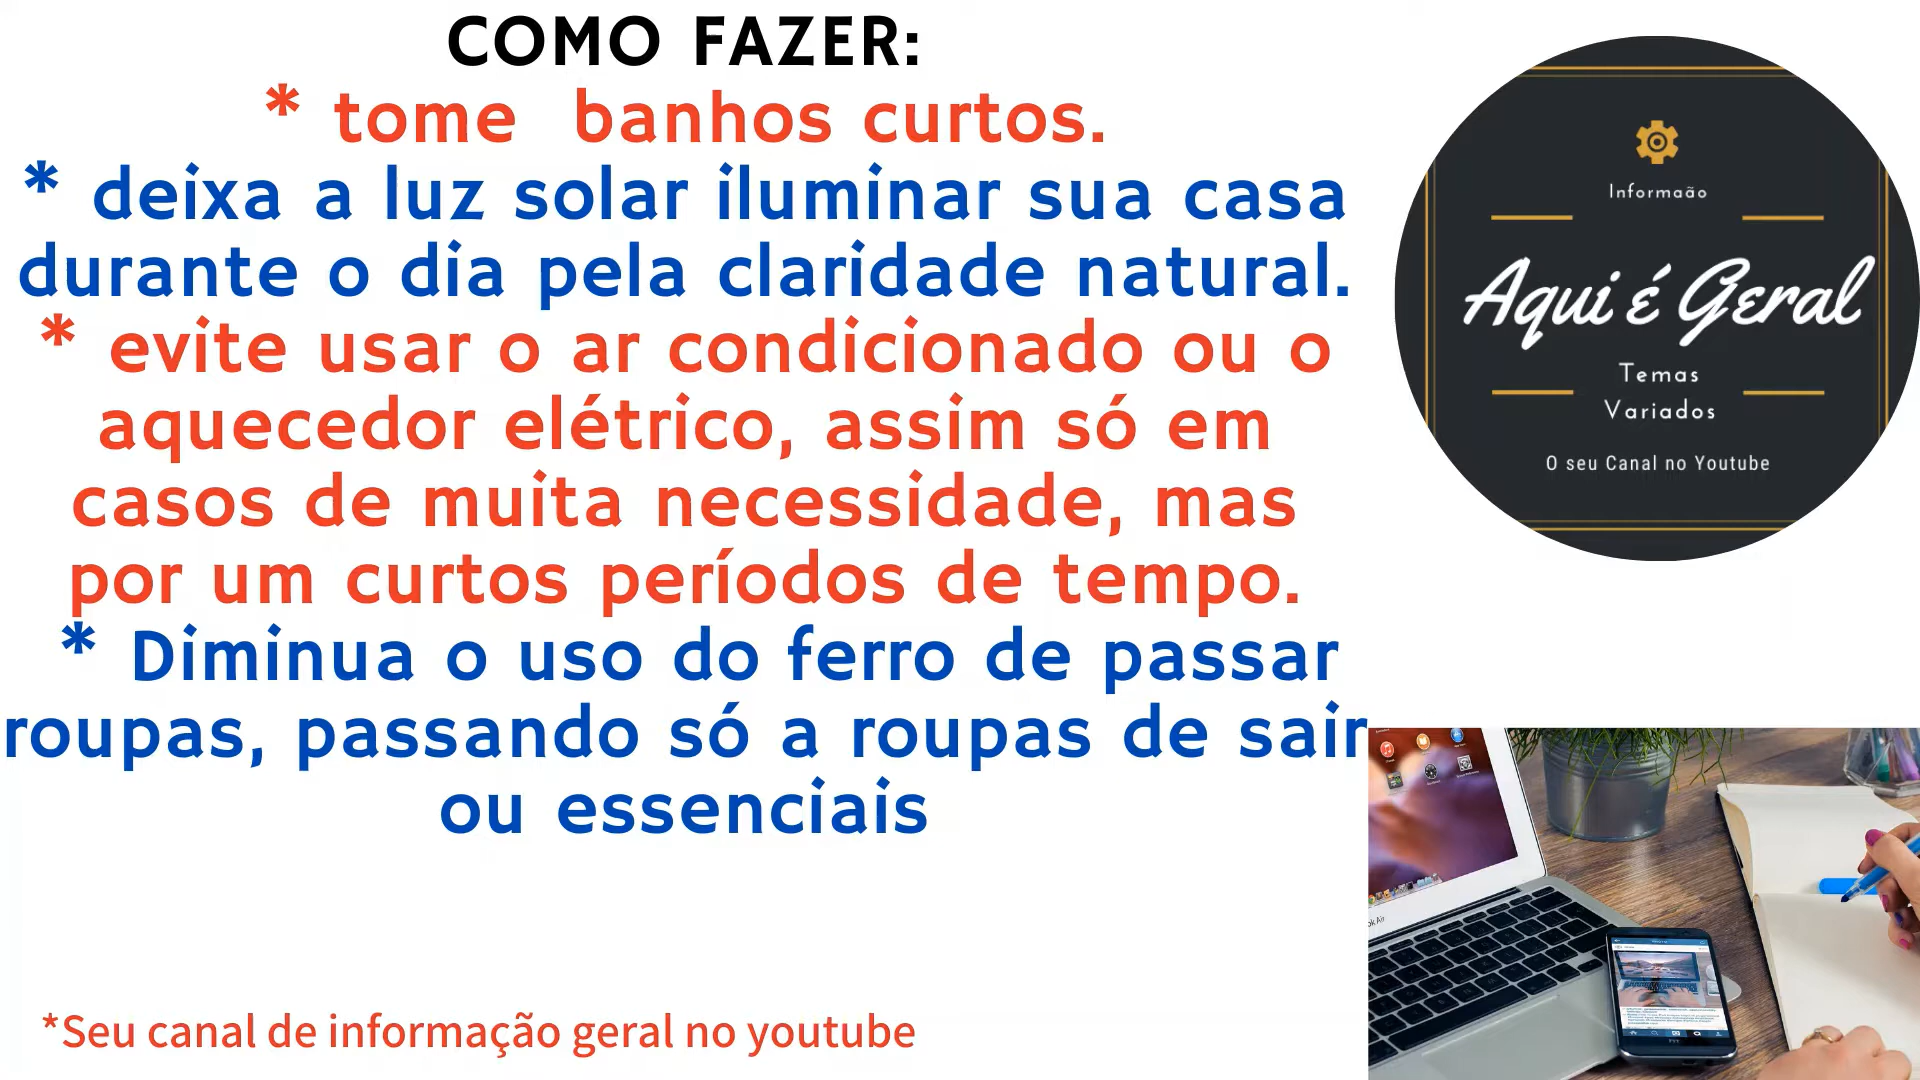 COMO FAZER:
* tome banhos curtos.
* deixa a luz solar iluminar sua casa
durante o dia pela claridade natural.
* evite usar o ar condicionado ou o
aquecedor elétrico, assim só em
casos de muita necessidade, mas
por um curtos períodos de tempo.
* Diminua o uso do ferro de passar
roupas, passando só a roupas de sair
ou essenciais
*Seu canal de informação geral no youtube
Informaão
Aqui é Geral
Temas
Variados
O seu Canal no Youtube